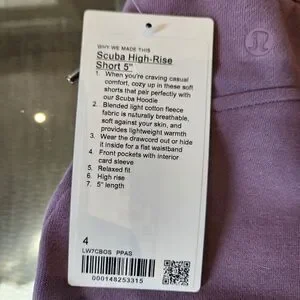 WHY WE MADE THIS
Scuba High-Rise
Short 5"
1. When you're craving casual
comfort, cozy up in these soft
shorts that pair perfectly with
our Scuba Hoodie
2. Blended light cotton fleece
fabric is naturally breathable,
soft against your skin, and
provides lightweight warmth
3. Wear the drawcord out or hide
it inside for a flat waistband
4. Front pockets with interior
card sleeve
5. Relaxed fit
6. High rise
7. 5" length
4
LW7CBOS PPAS
000148253315